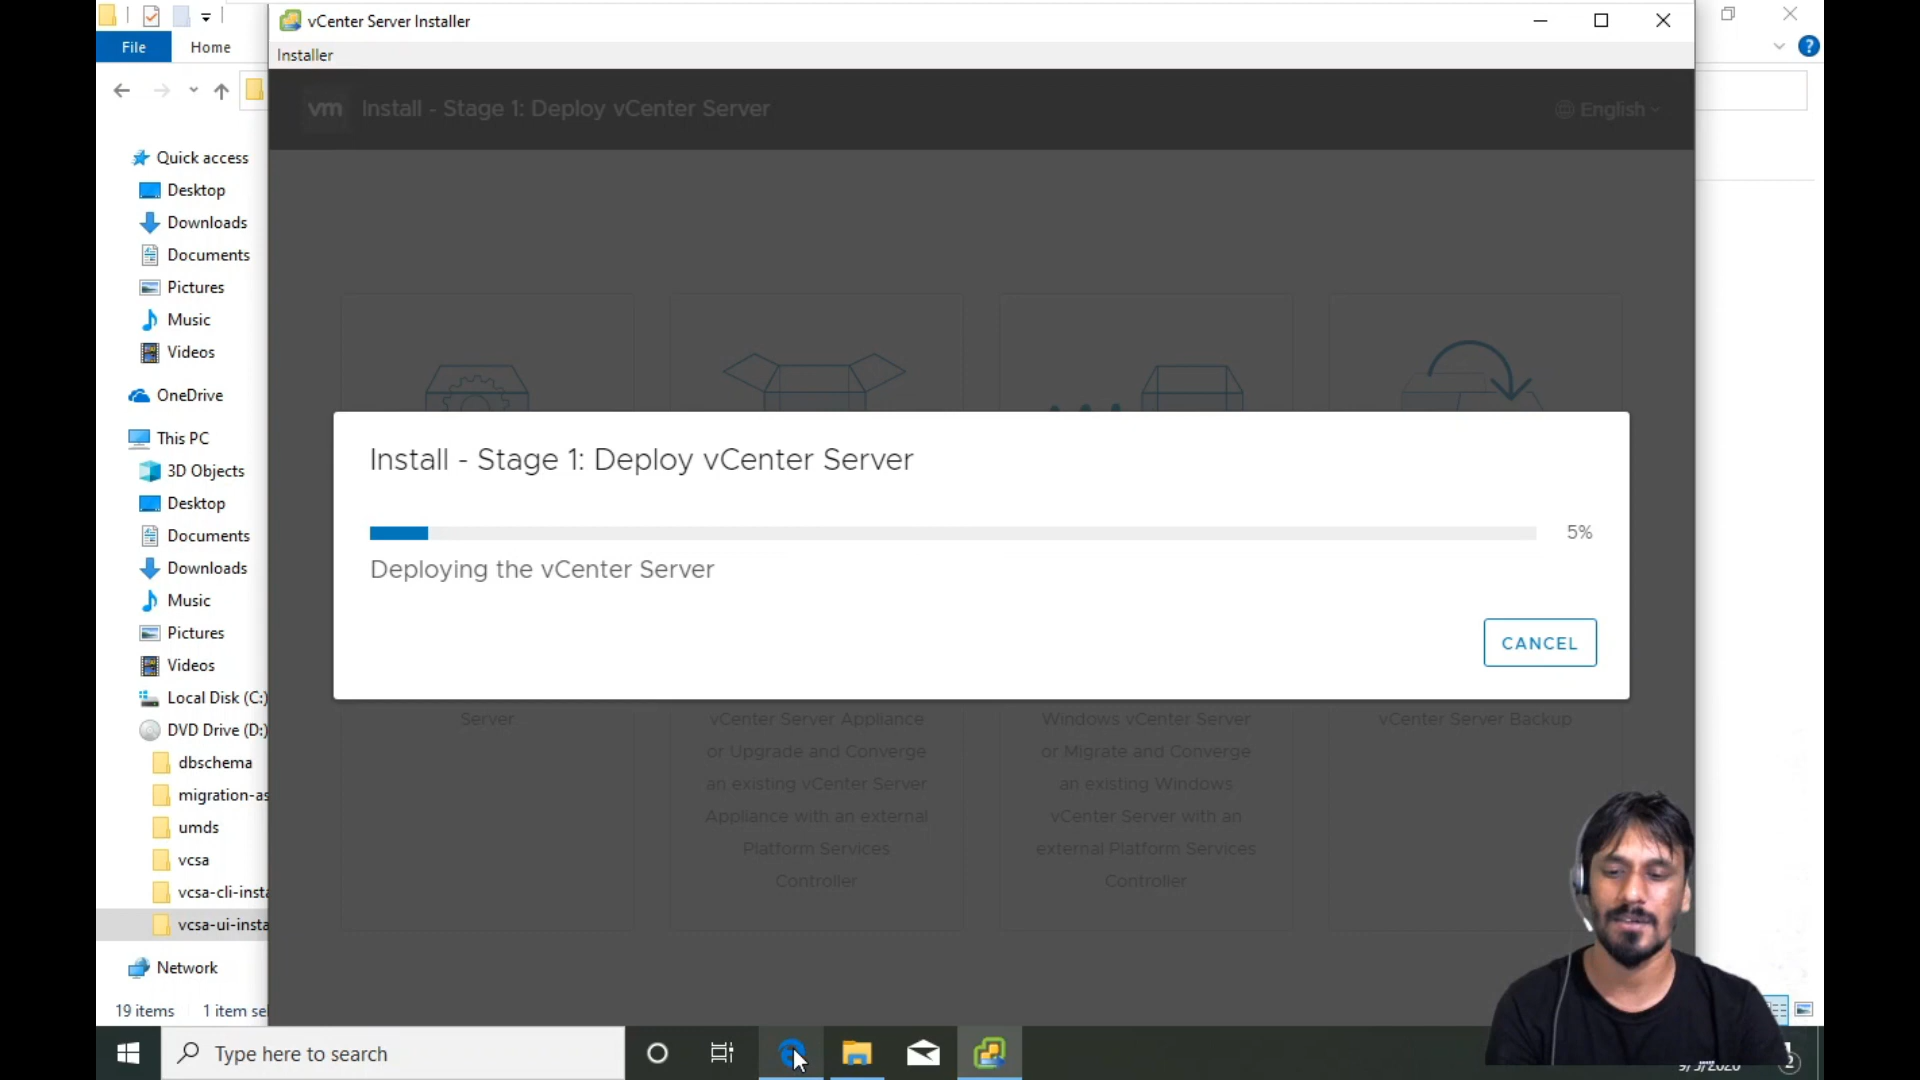 vCenter Server Installer
File
Home
Installer
?
vm
Install - Stage 1: Deploy vCenter Server
English
Quick access
Desktop
Downloads
Documents
Pictures
Music
Videos
OneDrive
This PC
3D Objects
Desktop
Documents
Downloads
Music
Pictures
Videos
Local Disk (C:)
DVD Drive (D:)
dbschema
migration-as
umds
vcsa
vcsa-cli-insta
vcsa-ui-insta
Network
Install - Stage 1: Deploy vCenter Server
5%
Deploying the vCenter Server
CANCEL
Server
vCenter Server Appliance
or Upgrade and Converge
an existing vCenter Server
Appliance with an external
Platform Services
Controller
Windows vCenter Server
or Migrate and Converge
an existing Windows
vCenter Server with an
external Platform Services
Controller
vCenter Server Backup
19 items
1 item sel
Type here to search
2